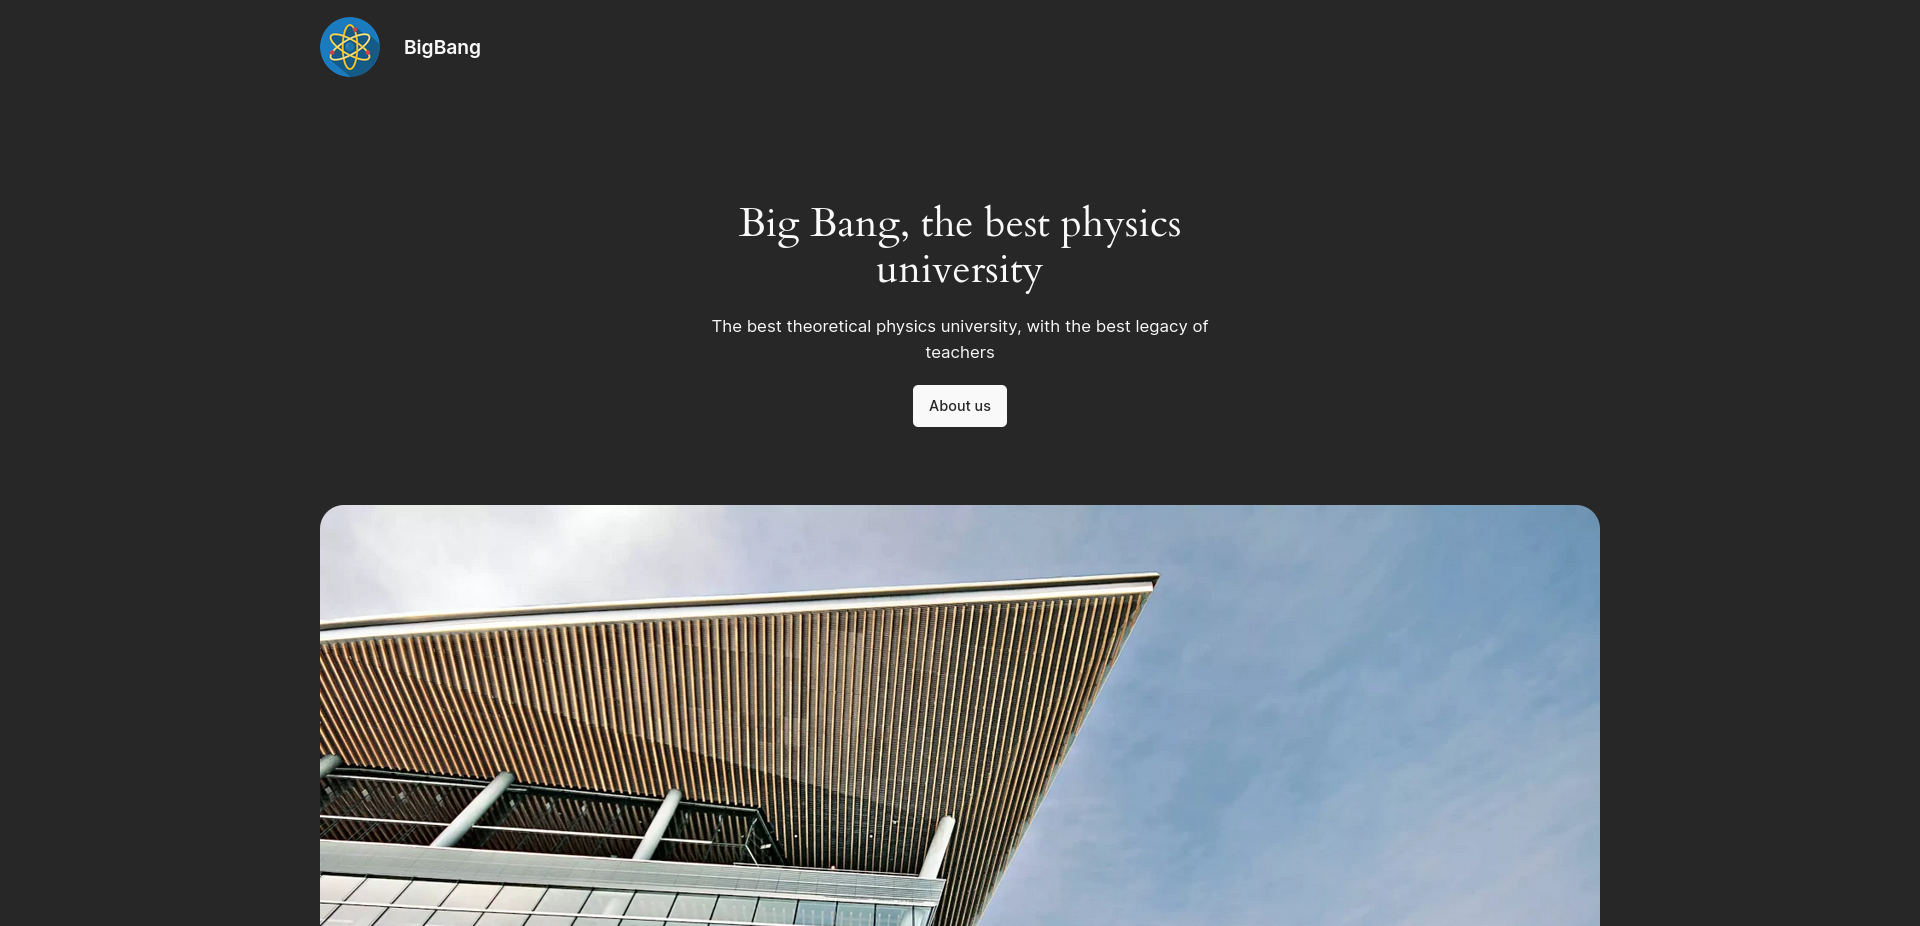 BigBang
Big Bang, the best physics
university
The best theoretical physics university, with the best legacy of
teachers
About us